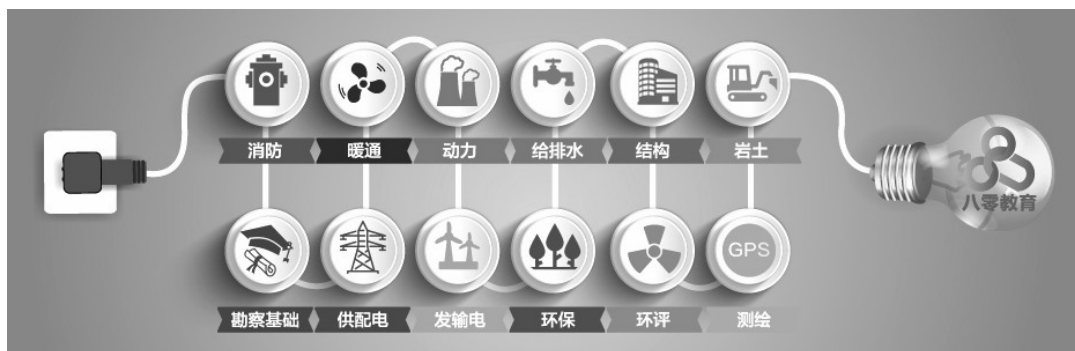 消防 暖通 动力 给排水 结构 岩土
八零教育
GPS
勘察基础 供配电 发输电 环保 环评 测绘